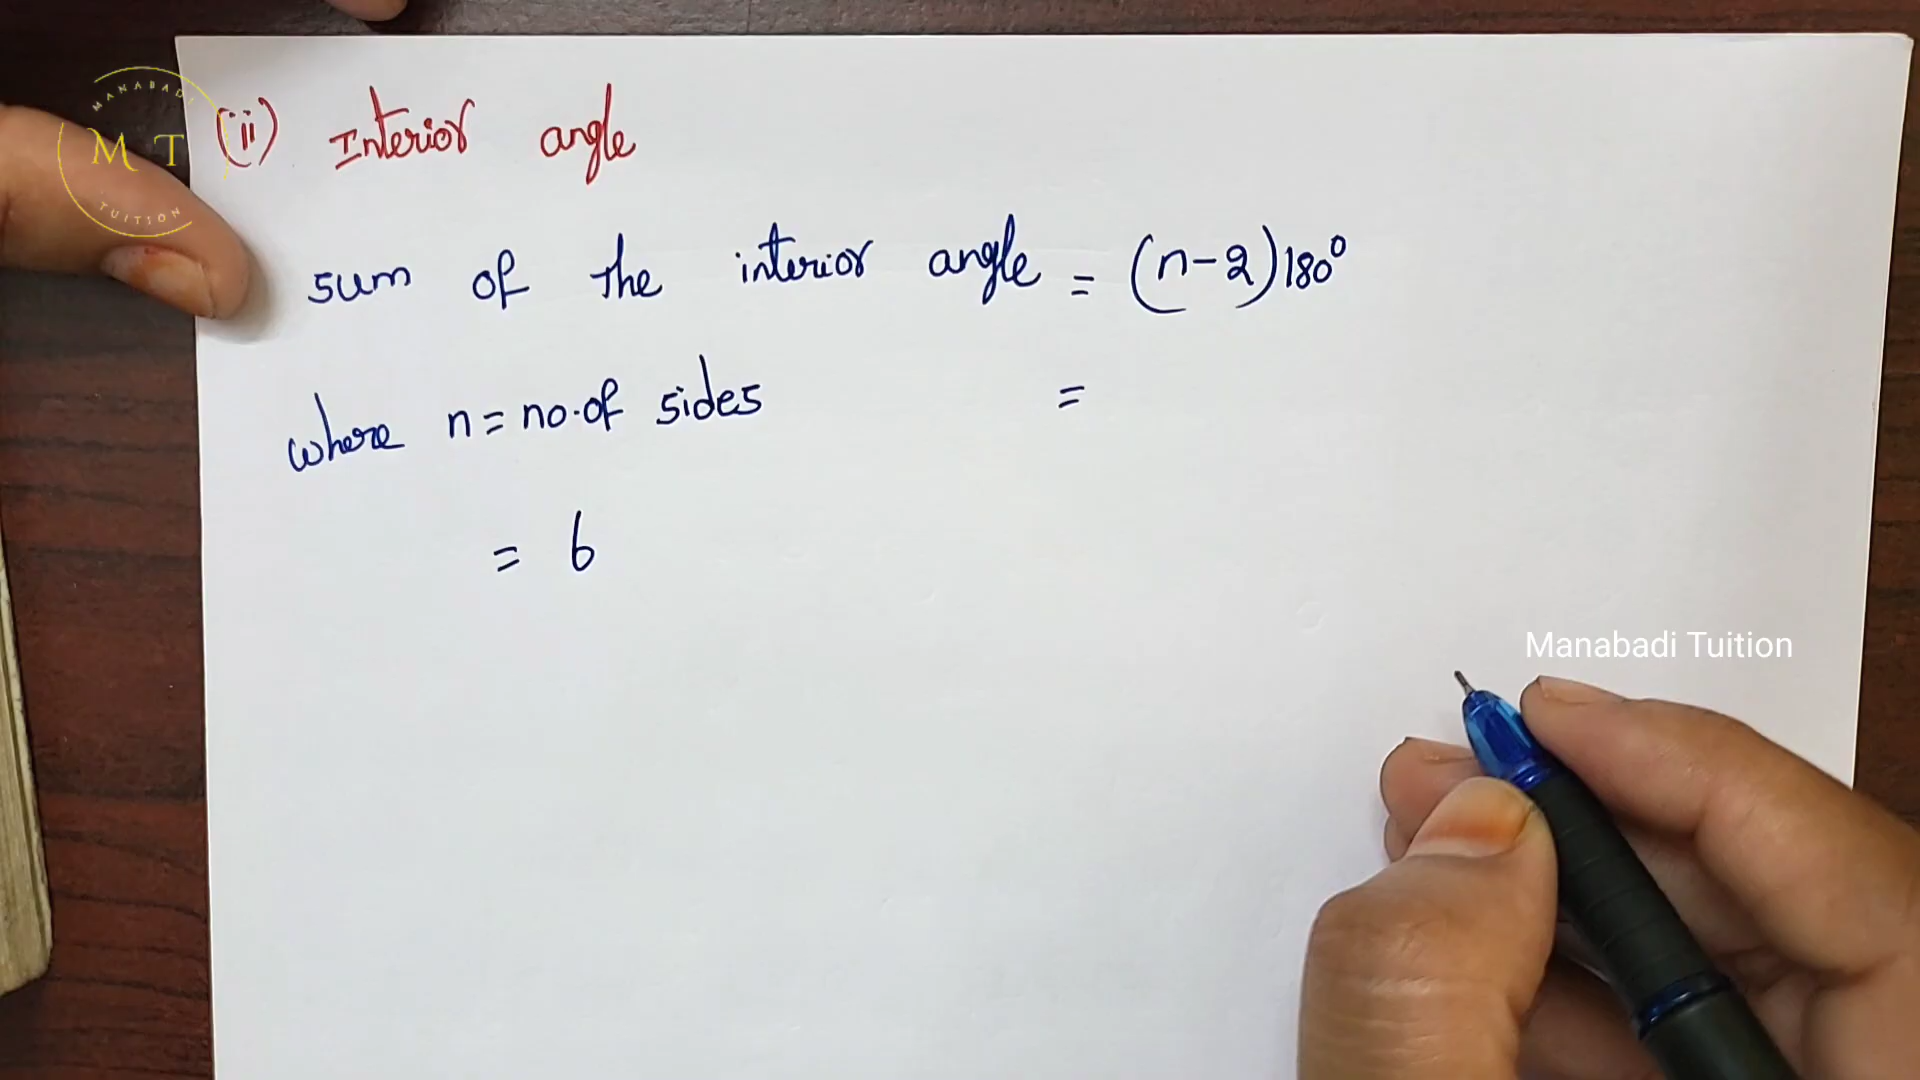 MANABADI
MT
TUITION
(ii) Interior angle
sum of the interior angle = (n-2)180°
where n = no.of sides
=
= 6
Manabadi Tuition